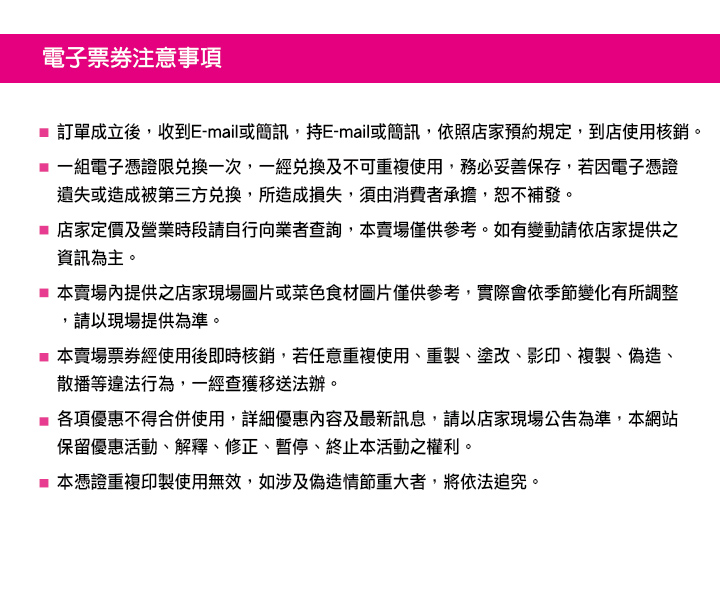 電子票券注意事項
■ 訂單成立後，收到E-mail或簡訊，持E-mail或簡訊，依照店家預約規定，到店使用核銷。
■ 一組電子憑證限兌換一次，一經兌換及不可重複使用，務必妥善保存，若因電子憑證
遺失或造成被第三方兌換，所造成損失，須由消費者承擔，恕不補發。
■ 店家定價及營業時段請自行向業者查詢，本賣場僅供參考。如有變動請依店家提供之
資訊為主。
■ 本賣場內提供之店家現場圖片或菜色食材圖片僅供參考，實際會依季節變化有所調整
，請以現場提供為準。
■ 本賣場票券經使用後即時核銷，若任意重複使用、重製、塗改、影印、複製、偽造、
散播等違法行為，一經查獲移送法辦。
■ 各項優惠不得合併使用，詳細優惠內容及最新訊息，請以店家現場公告為準，本網站
保留優惠活動、解釋、修正、暫停、終止本活動之權利。
■ 本憑證重複印製使用無效，如涉及偽造情節重大者，將依法追究。